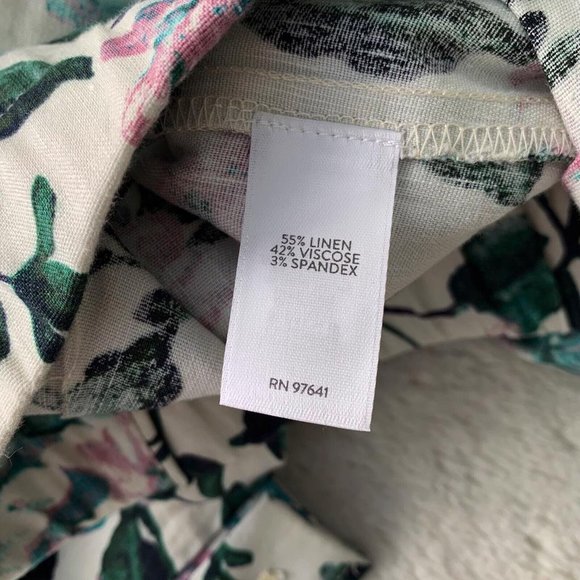 55% LINEN
42% VISCOSE
3% SPANDEX
RN 97641